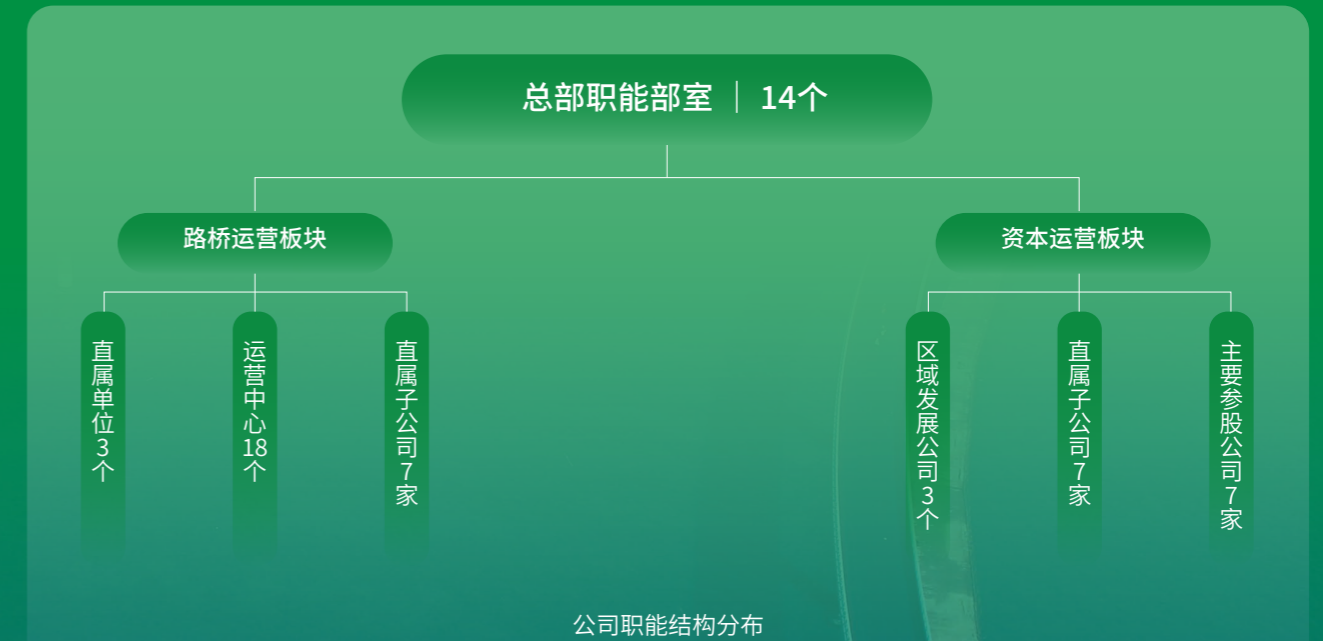 总部职能部室｜14个
路桥运营板块
资本运营板块
直属单位3个
运营中心18个
直属子公司7家
区域发展公司3个
直属子公司7家
主要参股公司7家
公司职能结构分布